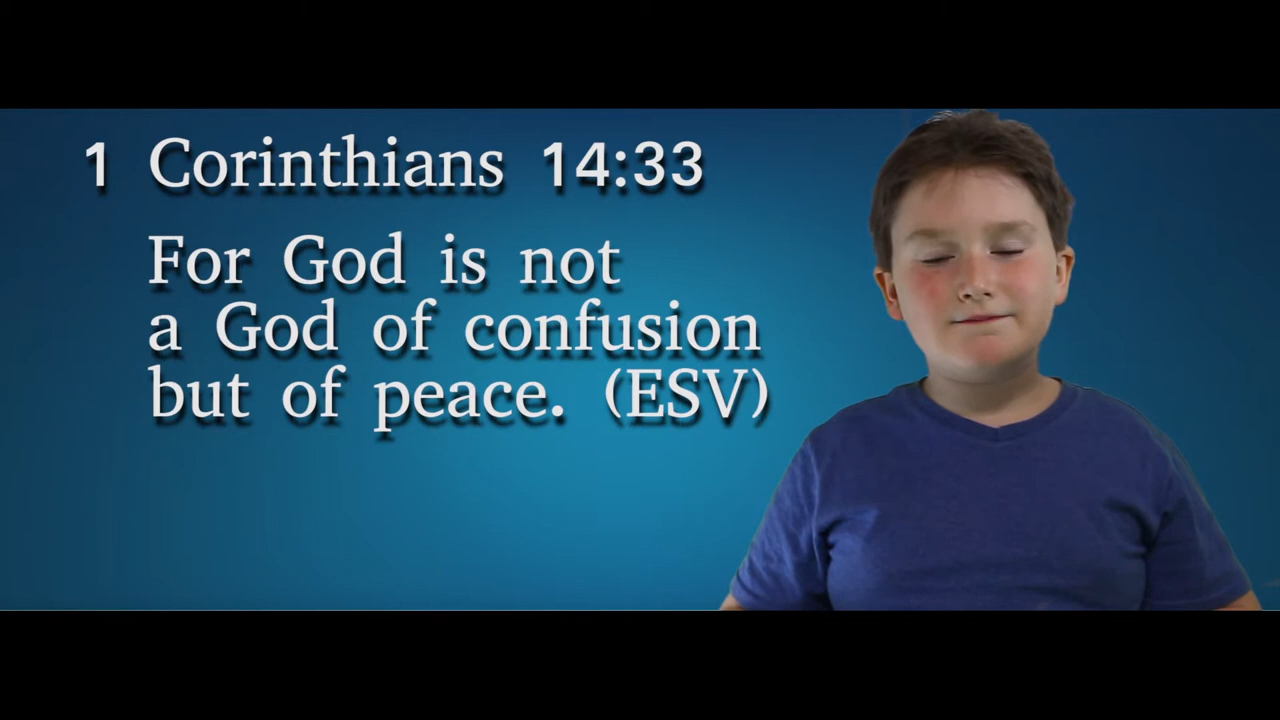 1 Corinthians 14:33
For God is not
a God of confusion
but of peace. (ESV)